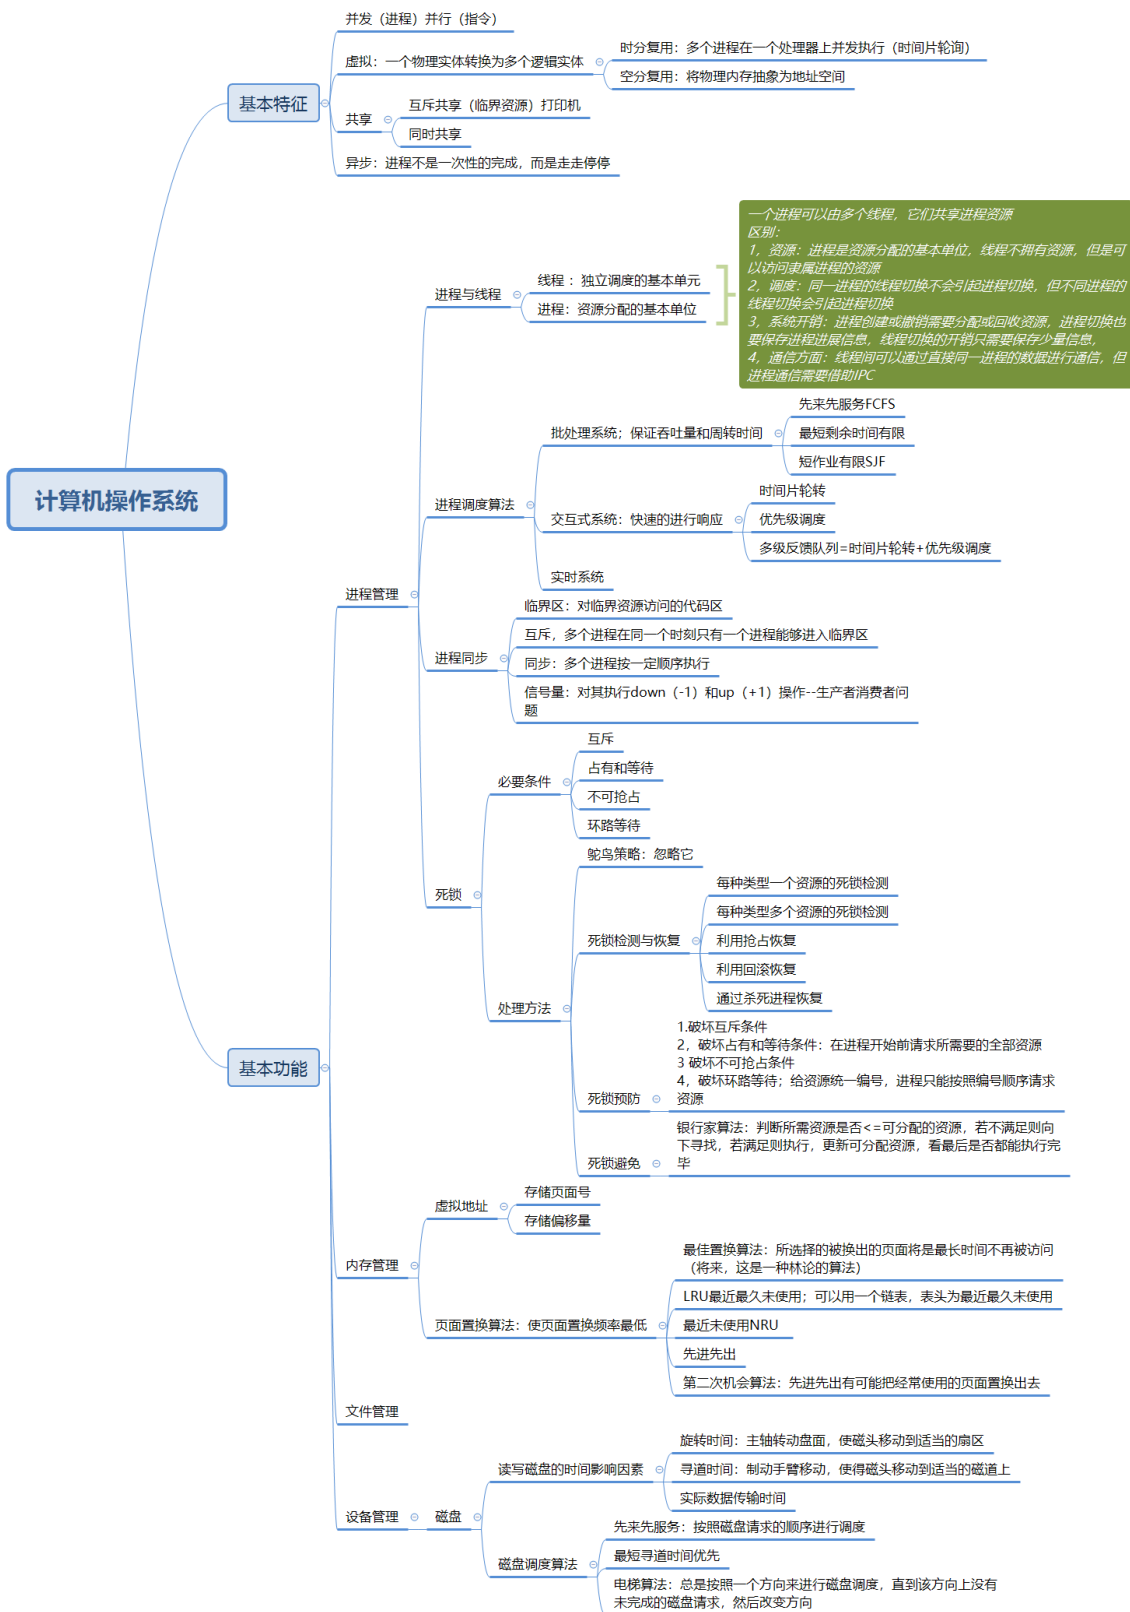 并发（进程）并行（指令）
虚拟：一个物理实体转换为多个逻辑实体
时分复用：多个进程在一个处理器上并发执行（时间片轮询）
空分复用：将物理内存抽象为地址空间
基本特征
共享
互斥共享（临界资源）打印机
同时共享
异步：进程不是一次性的完成，而是走走停停
计算机操作系统
基本功能
进程管理
进程与线程
线程 ：独立调度的基本单元
进程：资源分配的基本单位
一个进程可以由多个线程，它们共享进程资源
区别：
1，资源：进程是资源分配的基本单位，线程不拥有资源，但是可
以访问隶属进程的资源
2，调度：同一进程的线程切换不会引起进程切换，但不同进程的
线程切换会引起进程切换
3，系统开销：进程创建或撤销需要分配或回收资源，进程切换也
要保存进程进展信息，线程切换的开销只需要保存少量信息，
4，通信方面：线程间可以通过直接同一进程的数据进行通信，但
进程通信需要借助IPC
进程调度算法
批处理系统；保证吞吐量和周转时间
先来先服务FCFS
最短剩余时间有限
短作业有限SJF
交互式系统：快速的进行响应
时间片轮转
优先级调度
多级反馈队列=时间片轮转+优先级调度
实时系统
进程同步
临界区：对临界资源访问的代码区
互斥，多个进程在同一个时刻只有一个进程能够进入临界区
同步：多个进程按一定顺序执行
信号量：对其执行down（-1）和up（+1）操作--生产者消费者问
题
死锁
必要条件
互斥
占有和等待
不可抢占
环路等待
处理方法
鸵鸟策略：忽略它
死锁检测与恢复
每种类型一个资源的死锁检测
每种类型多个资源的死锁检测
利用抢占恢复
利用回滚恢复
通过杀死进程恢复
死锁预防
1.破坏互斥条件
2，破坏占有和等待条件：在进程开始前请求所需要的全部资源
3 破坏不可抢占条件
4，破坏环路等待；给资源统一编号，进程只能按照编号顺序请求
资源
死锁避免
银行家算法：判断所需资源是否<=可分配的资源，若不满足则向
下寻找，若满足则执行，更新可分配资源，看最后是否都能执行完
毕
内存管理
虚拟地址
存储页面号
存储偏移量
页面置换算法：使页面置换频率最低
最佳置换算法：所选择的被换出的页面将是最长时间不再被访问
（将来，这是一种林论的算法）
LRU最近最久未使用；可以用一个链表，表头为最近最久未使用
最近未使用NRU
先进先出
第二次机会算法：先进先出有可能把经常使用的页面置换出去
文件管理
设备管理
磁盘
读写磁盘的时间影响因素
旋转时间：主轴转动盘面，使磁头移动到适当的扇区
寻道时间：制动手臂移动，使得磁头移动到适当的磁道上
实际数据传输时间
磁盘调度算法
先来先服务：按照磁盘请求的顺序进行调度
最短寻道时间优先
电梯算法：总是按照一个方向来进行磁盘调度，直到该方向上没有
未完成的磁盘请求，然后改变方向